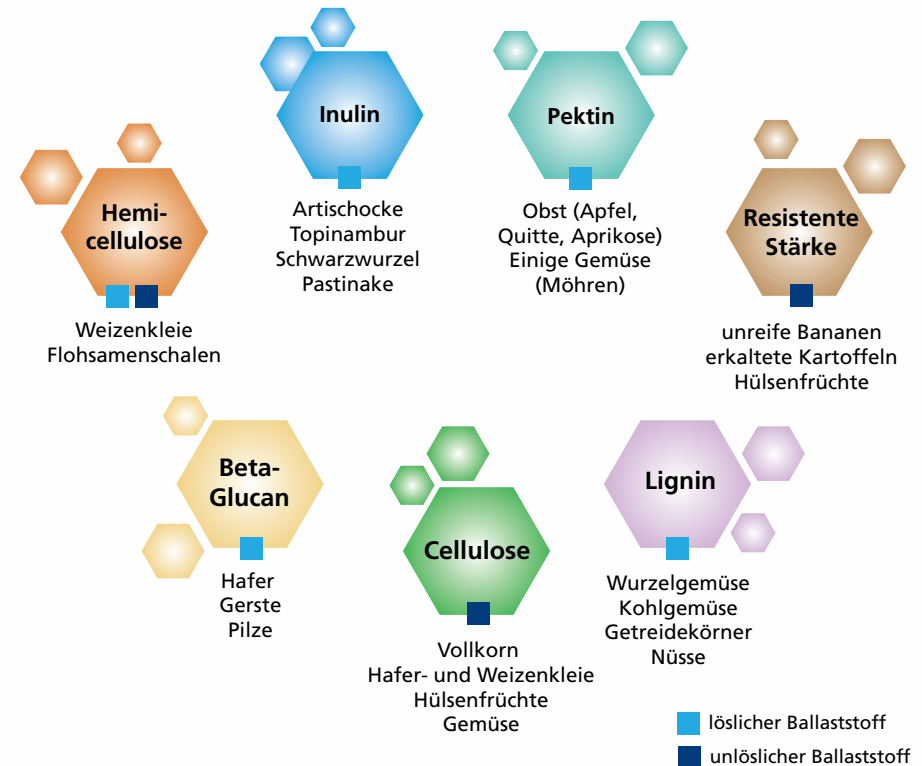 Inulin
Artischocke
Topinambur
Schwarzwurzel
Pastinake
Pektin
Obst (Apfel,
Quitte, Aprikose)
Einige Gemüse
(Möhren)
Hemi-
cellulose
Weizenkleie
Flohsamenschalen
Resistente
Stärke
unreife Bananen
erkaltete Kartoffeln
Hülsenfrüchte
Beta-
Glucan
Hafer
Gerste
Pilze
Cellulose
Vollkorn
Hafer- und Weizenkleie
Hülsenfrüchte
Gemüse
Lignin
Wurzelgemüse
Kohlgemüse
Getreidekörner
Nüsse
löslicher Ballaststoff
unlöslicher Ballaststoff